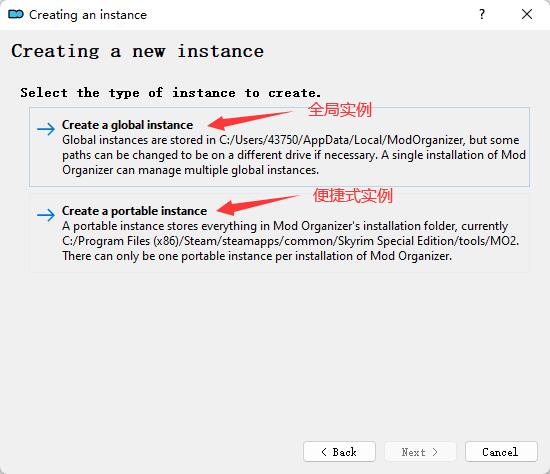 Creating an instance
?
Creating a new instance
Select the type of instance to create.
全局实例
Create a global instance
Global instances are stored in C:/Users/43750/AppData/Local/ModOrganizer, but some
paths can be changed to be on a different drive if necessary. A single installation of Mod
Organizer can manage multiple global instances.
便捷式实例
Create a portable instance
A portable instance stores everything in Mod Organizer's installation folder, currently
C:/Program Files (x86)/Steam/steamapps/common/Skyrim Special Edition/tools/MO2.
There can only be one portable instance per installation of Mod Organizer.
< Back
Next >
Cancel